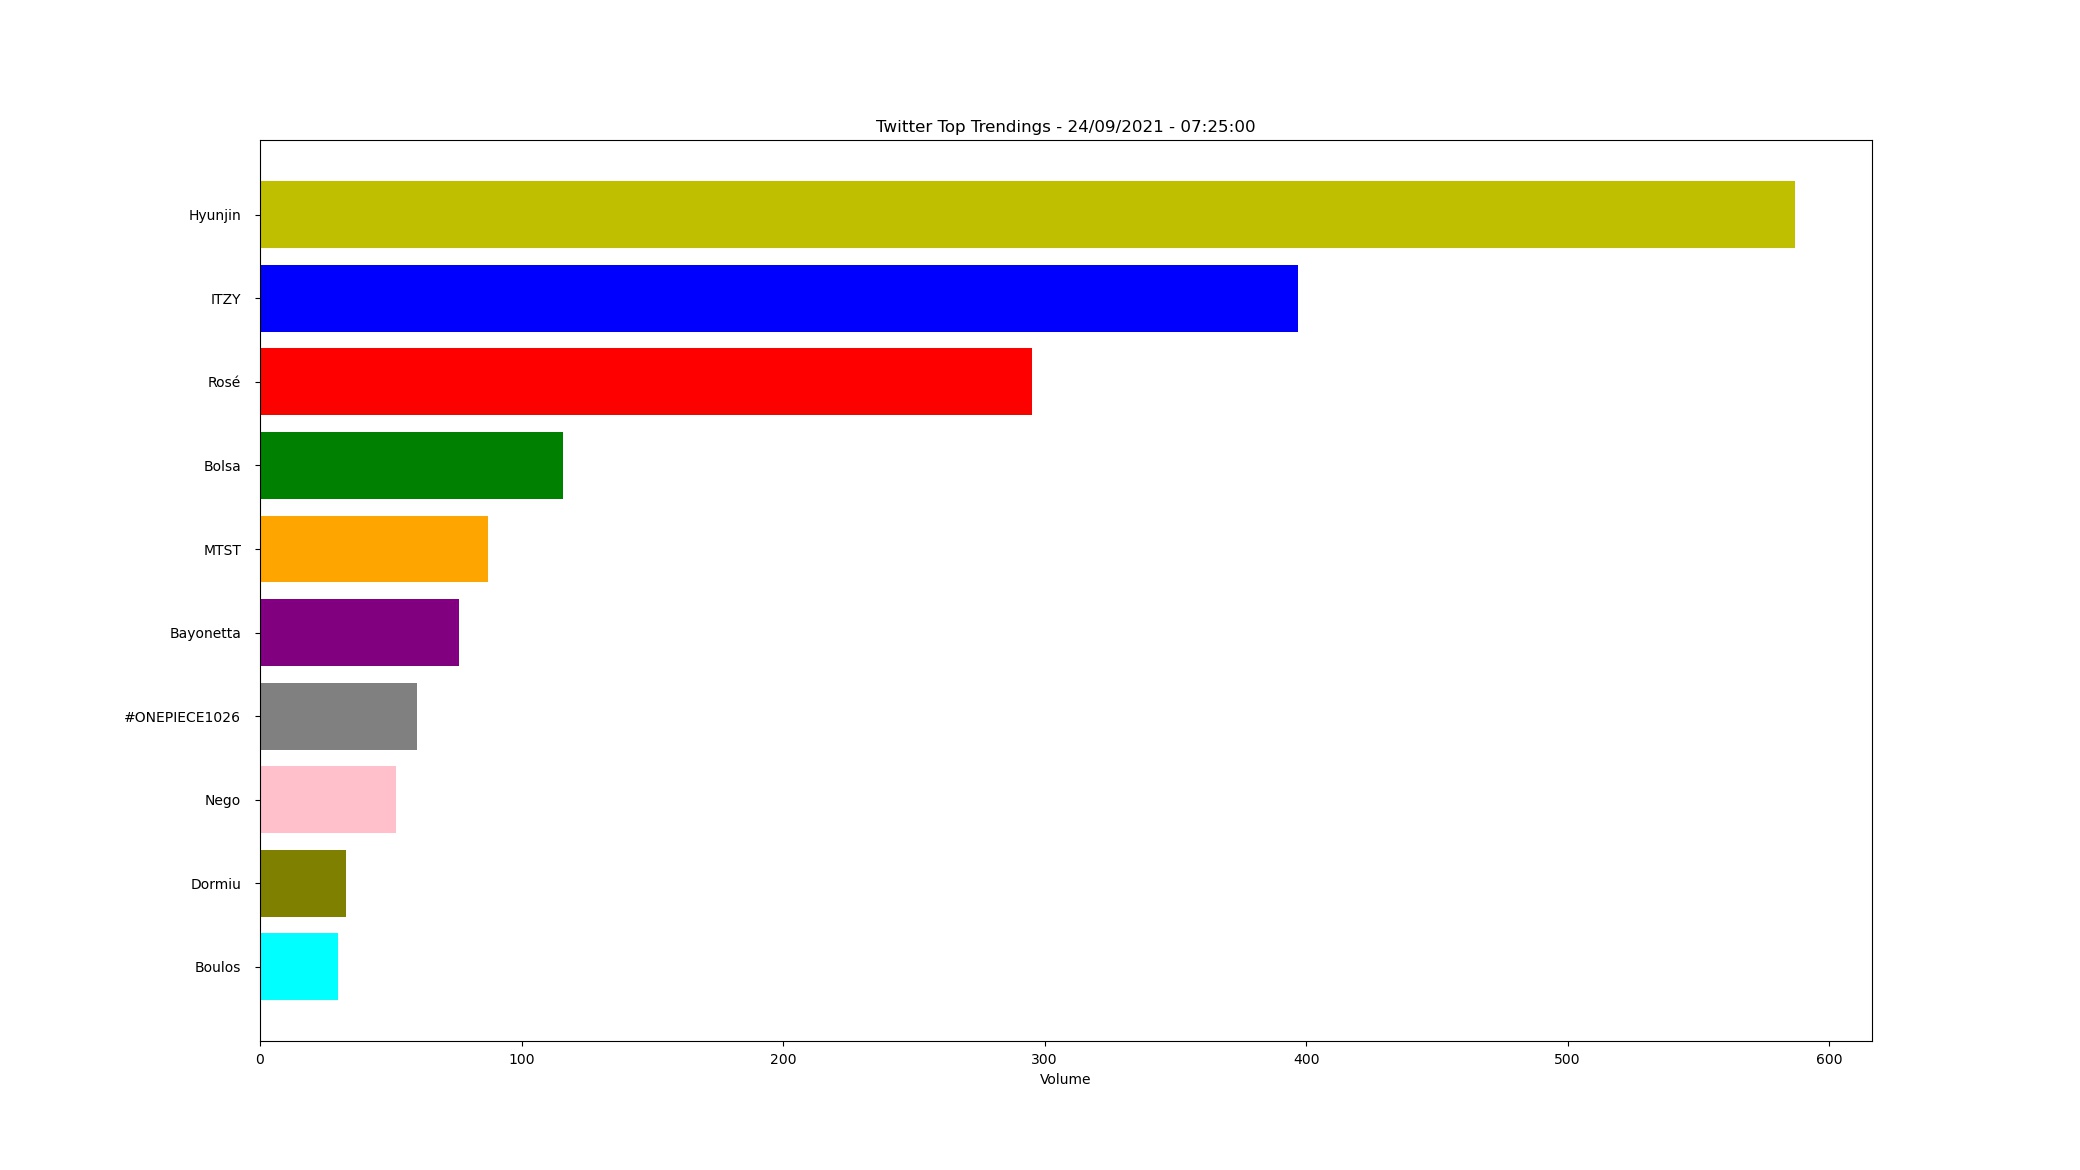 Twitter Top Trendings - 24/09/2021 - 07:25:00
Hyunjin
ITZY
Rosé
Bolsa
MTST
Bayonetta
#ONEPIECE1026
Nego
Dormiu
Boulos
0 100 200 300 400 500 600
Volume